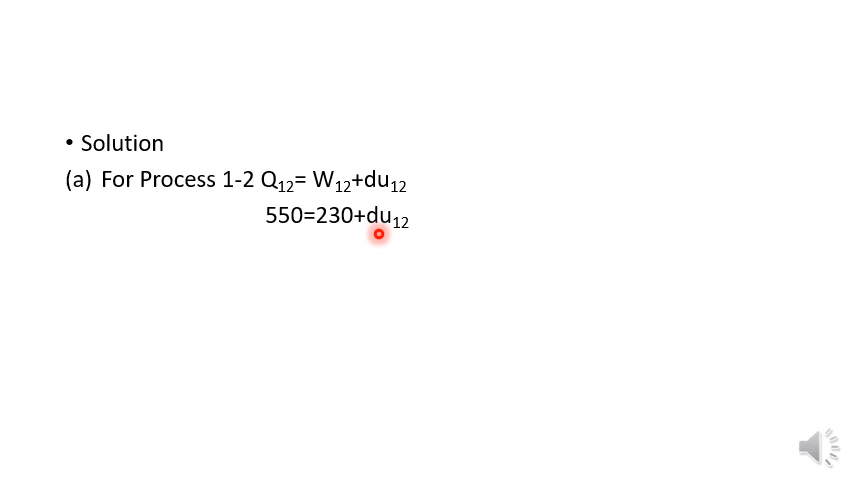 • Solution
(a) For Process 1-2 Q₁₂= W₁₂+du₁₂
550=230+du₁₂